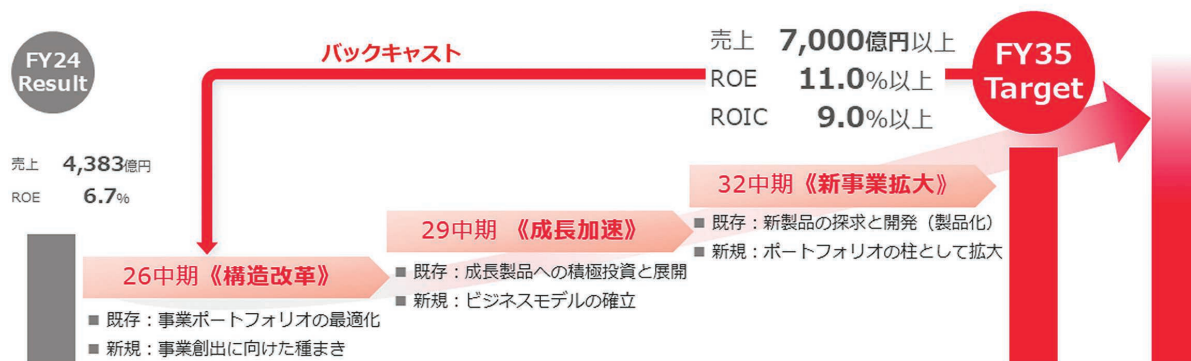 FY24
Result
売上 4,383億円
ROE 6.7%
バックキャスト
売上 7,000億円以上
ROE 11.0%以上
ROIC 9.0%以上
FY35
Target
26中期《構造改革》
■ 既存：事業ポートフォリオの最適化
■ 新規：事業創出に向けた種まき
29中期 《成長加速》
■ 既存：成長製品への積極投資と展開
■ 新規：ビジネスモデルの確立
32中期《新事業拡大》
■ 既存：新製品の探求と開発（製品化）
■ 新規：ポートフォリオの柱として拡大